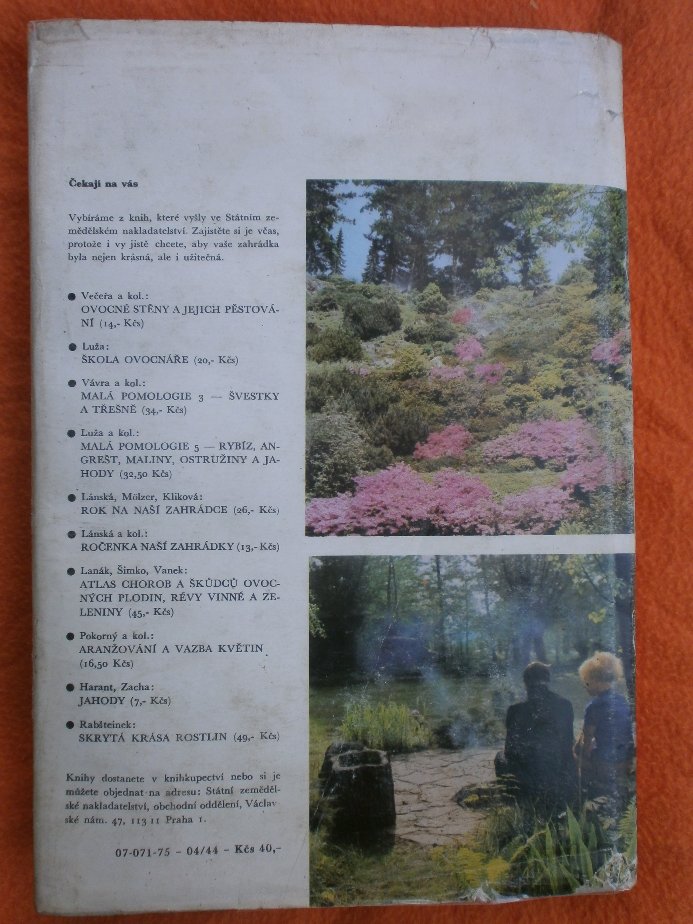 Čekají na vás
Vybíráme z knih, které vyšly ve Státním ze-
mědělském nakladatelství. Zajistěte si je včas,
protože i vy jistě chcete, aby vaše zahrádka
byla nejen krásná, ale i užitečná.
● Večeřa a kol.:
OVOCNÉ STĚNY A JEJICH PĚSTOVÁ-
NÍ (14,- Kčs)
● Luža:
ŠKOLA OVOCNÁŘE (20,- Kčs)
● Vávra a kol.:
MALÁ POMOLOGIE 3 — ŠVESTKY
A TŘEŠNĚ (34,- Kčs)
● Luža a kol.:
MALÁ POMOLOGIE 5 — RYBÍZ, AN-
GREŠT, MALINY, OSTRUŽINY A JA-
HODY (32,50 Kčs)
● Lánská, Mölzer, Klíková:
ROK NA NAŠÍ ZAHRÁDCE (26,- Kčs)
● Lánská a kol.:
ROČENKA NAŠÍ ZAHRÁDKY (13,- Kčs)
● Lanák, Šimko, Vanek:
ATLAS CHOROB A ŠKŮDCŮ OVOC-
NÝCH PLODIN, RÉVY VINNÉ A ZE-
LENINY (45,- Kčs)
● Pokorný a kol.:
ARANŽOVÁNÍ A VAZBA KVĚTIN
(16,50 Kčs)
● Harant, Zacha:
JAHODY (7,- Kčs)
● Rabšteinek:
SKRYTÁ KRÁSA ROSTLIN (49,- Kčs)
Knihy dostanete v knihkupectví nebo si je
můžete objednat na adresu: Státní zeměděl-
ské nakladatelství, obchodní oddělení, Václav
ské nám. 47, 113 11 Praha 1.
07-071-75 – 04/44 – Kčs 40,–